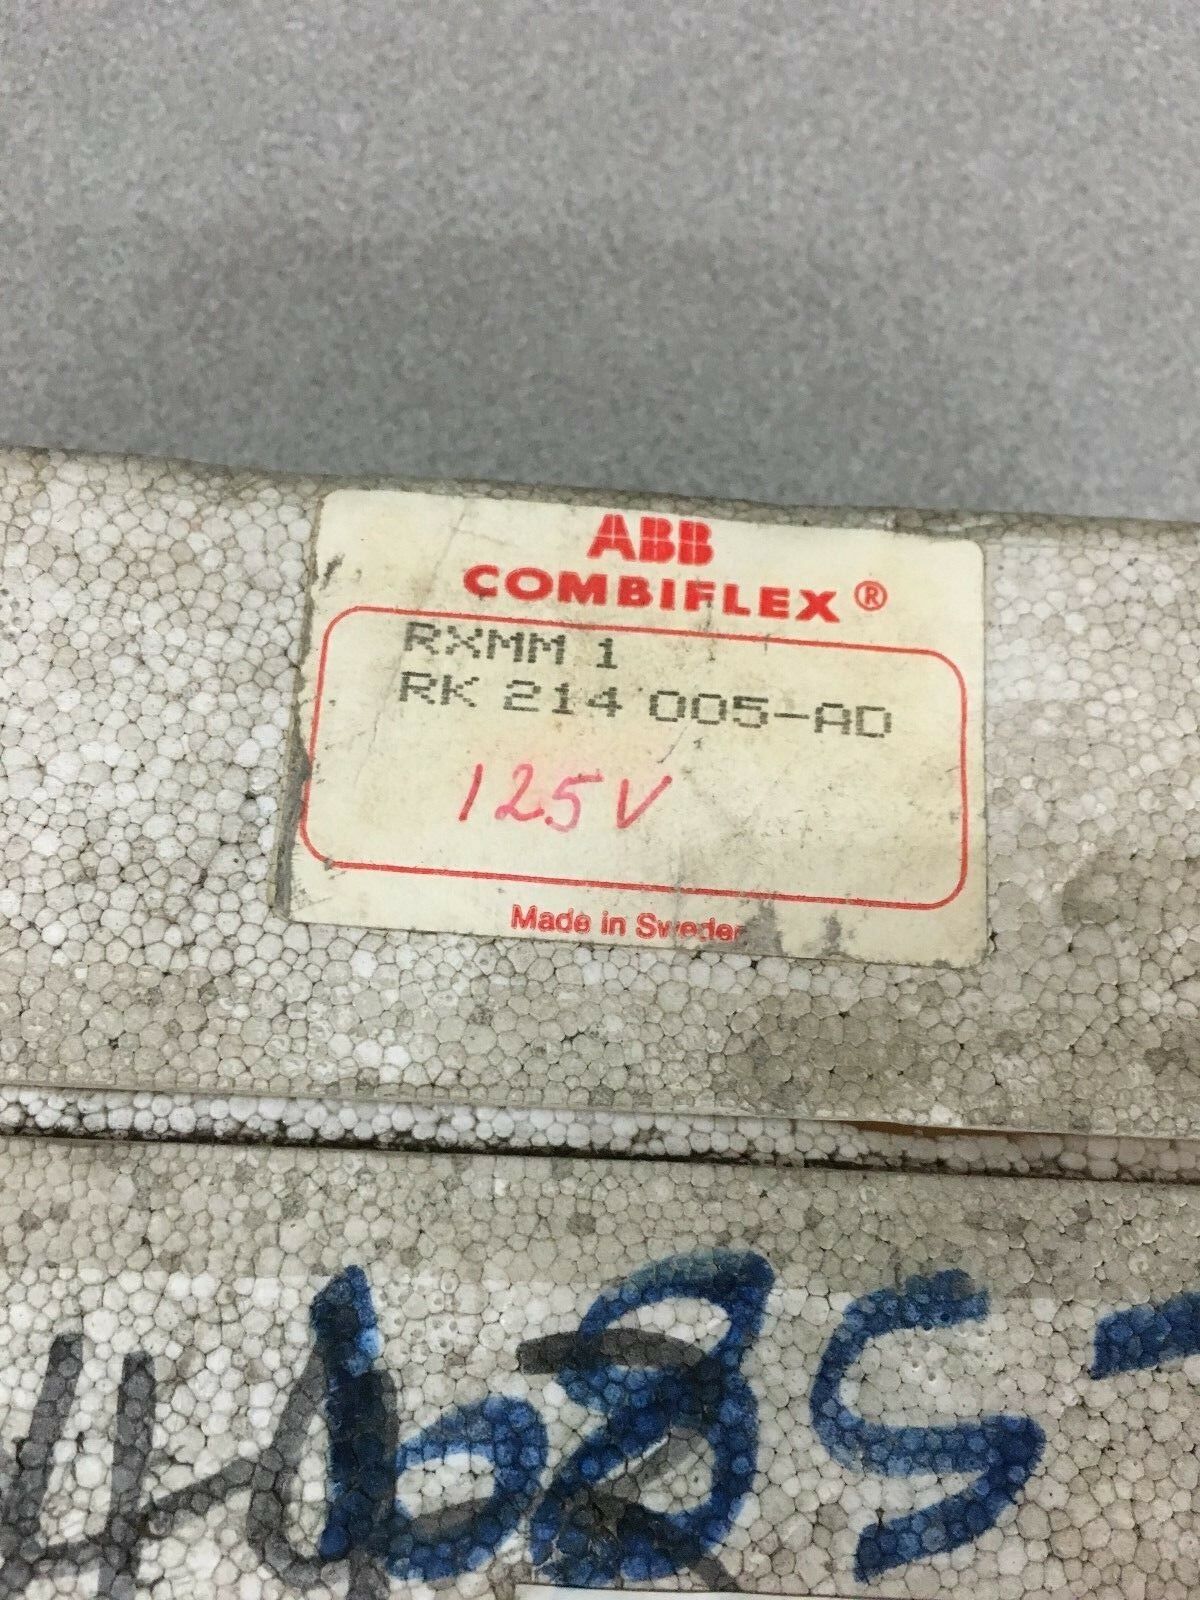 ABB
COMBIFLEX®
RXMM 1
RK 214 005-AD
125V
Made in Sweden